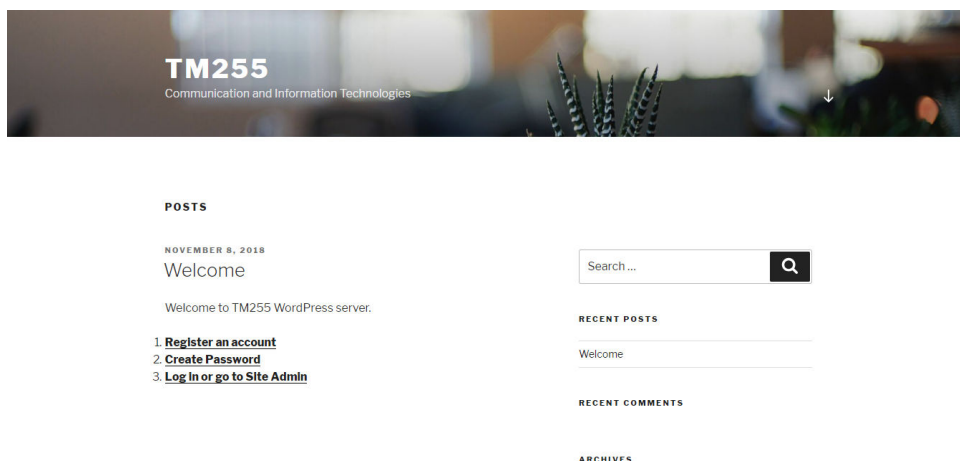 TM255
Communication and Information Technologies
POSTS
NOVEMBER 8, 2018
Welcome
Welcome to TM255 WordPress server.
1. Register an account
2. Create Password
3. Log in or go to Site Admin
Search ...
RECENT POSTS
Welcome
RECENT COMMENTS
ARCHIVES